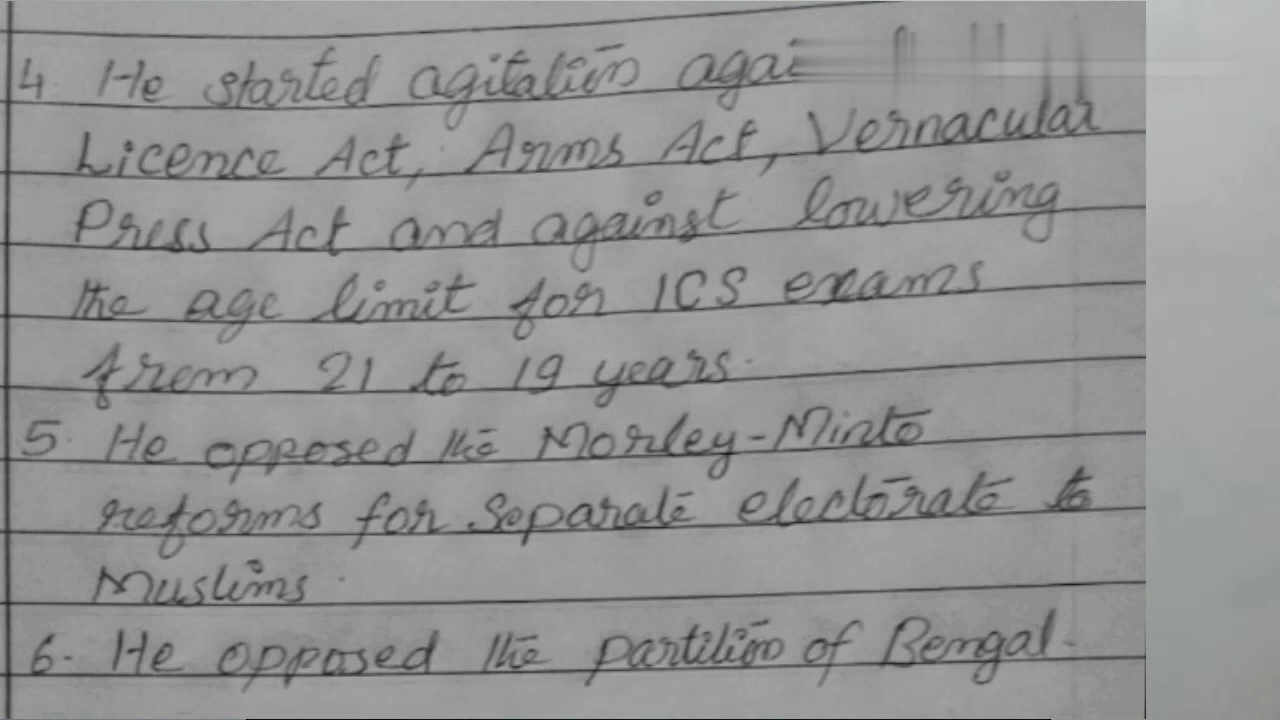 4. He started agitation agai
Licence Act, Arms Act, Vernacular
Press Act and against lowering
the age limit for ICS exams
from 21 to 19 years.
5. He opposed the Morley-Minto
reforms for separate electorate to
Muslims.
6. He opposed the partition of Bengal.